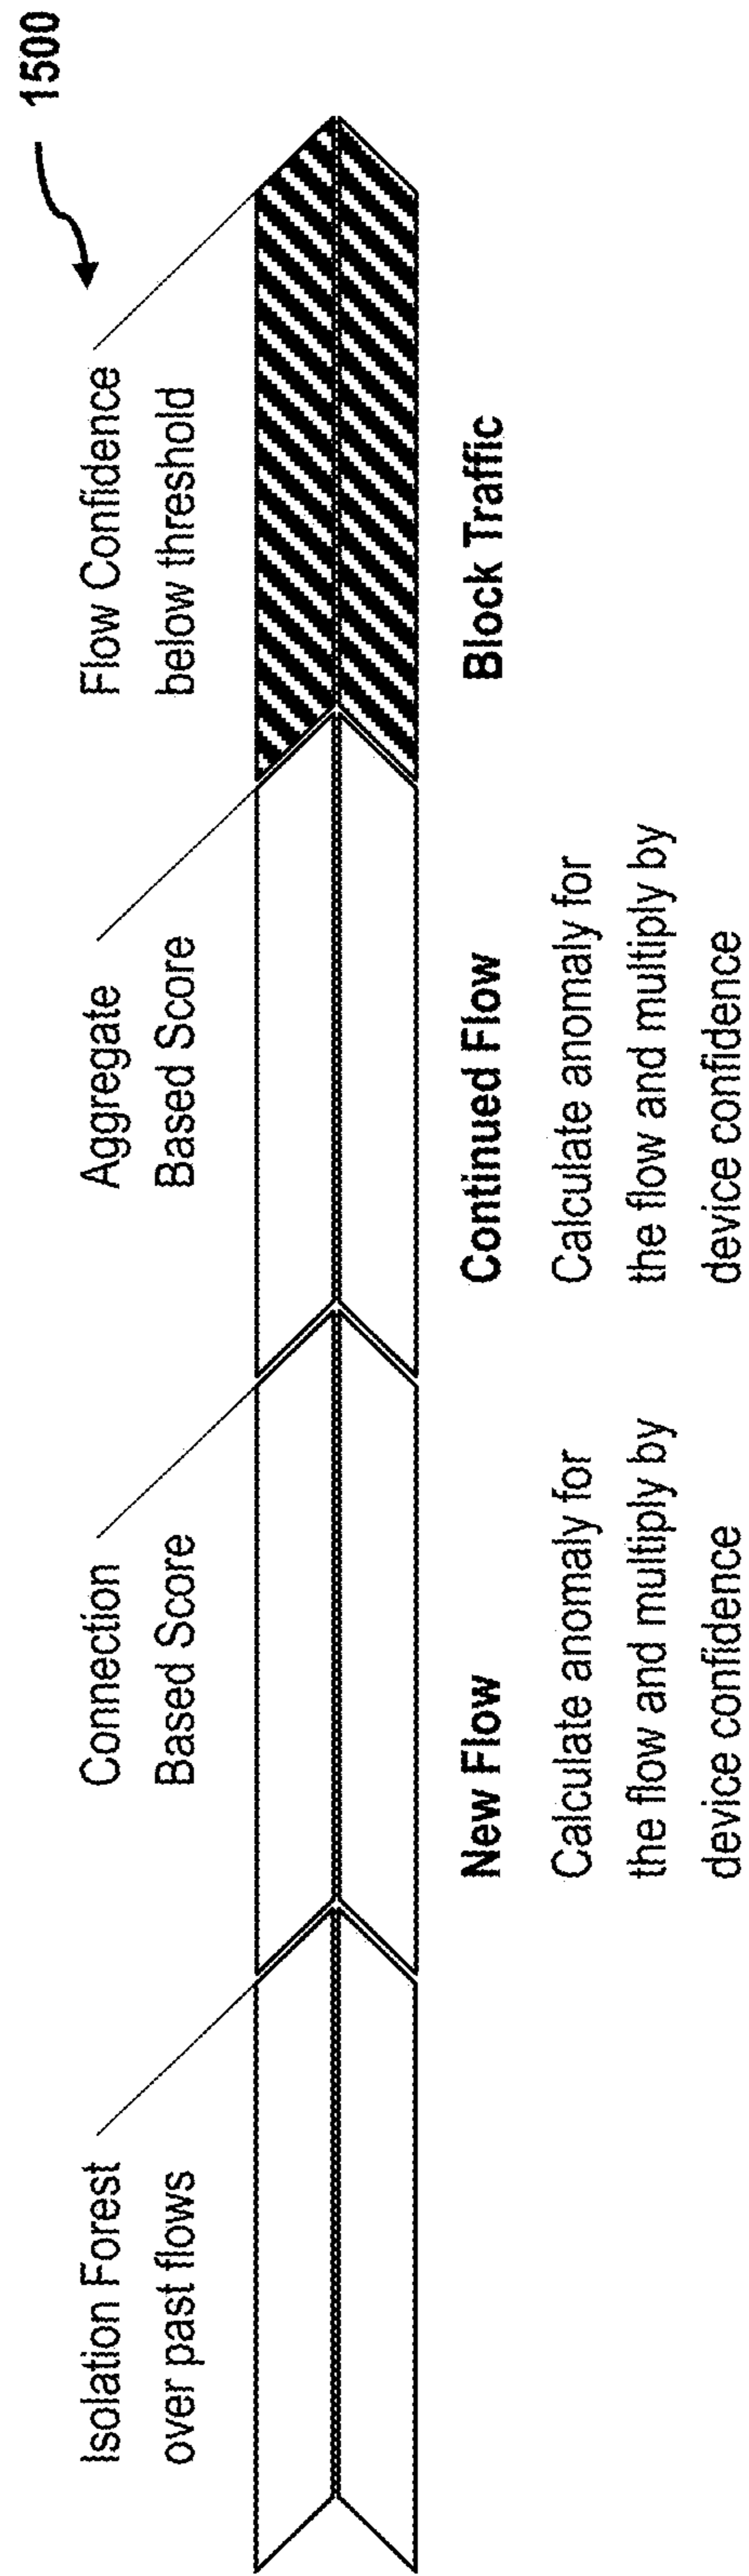 1500
Isolation Forest
over past flows
Connection
Based Score
Aggregate
Based Score
Flow Confidence
below threshold
New Flow
Calculate anomaly for
the flow and multiply by
device confidence
Continued Flow
Calculate anomaly for
the flow and multiply by
device confidence
Block Traffic